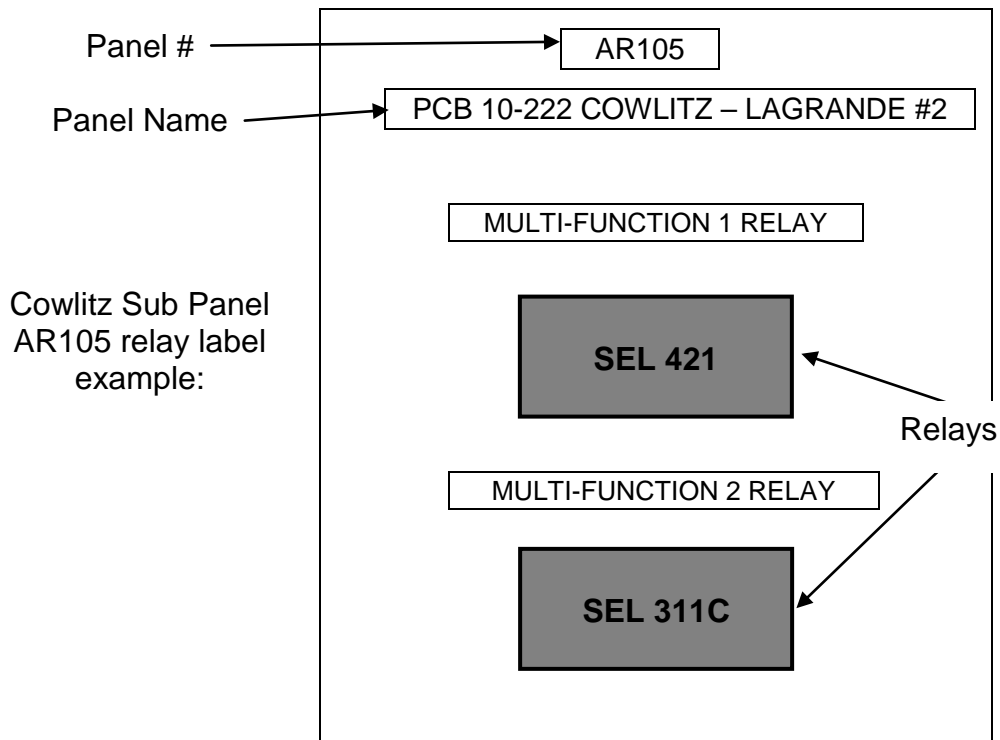 Panel #
AR105
Panel Name
PCB 10-222 COWLITZ – LAGRANDE #2
MULTI-FUNCTION 1 RELAY
Cowlitz Sub Panel
AR105 relay label
example:
SEL 421
Relays
MULTI-FUNCTION 2 RELAY
SEL 311C